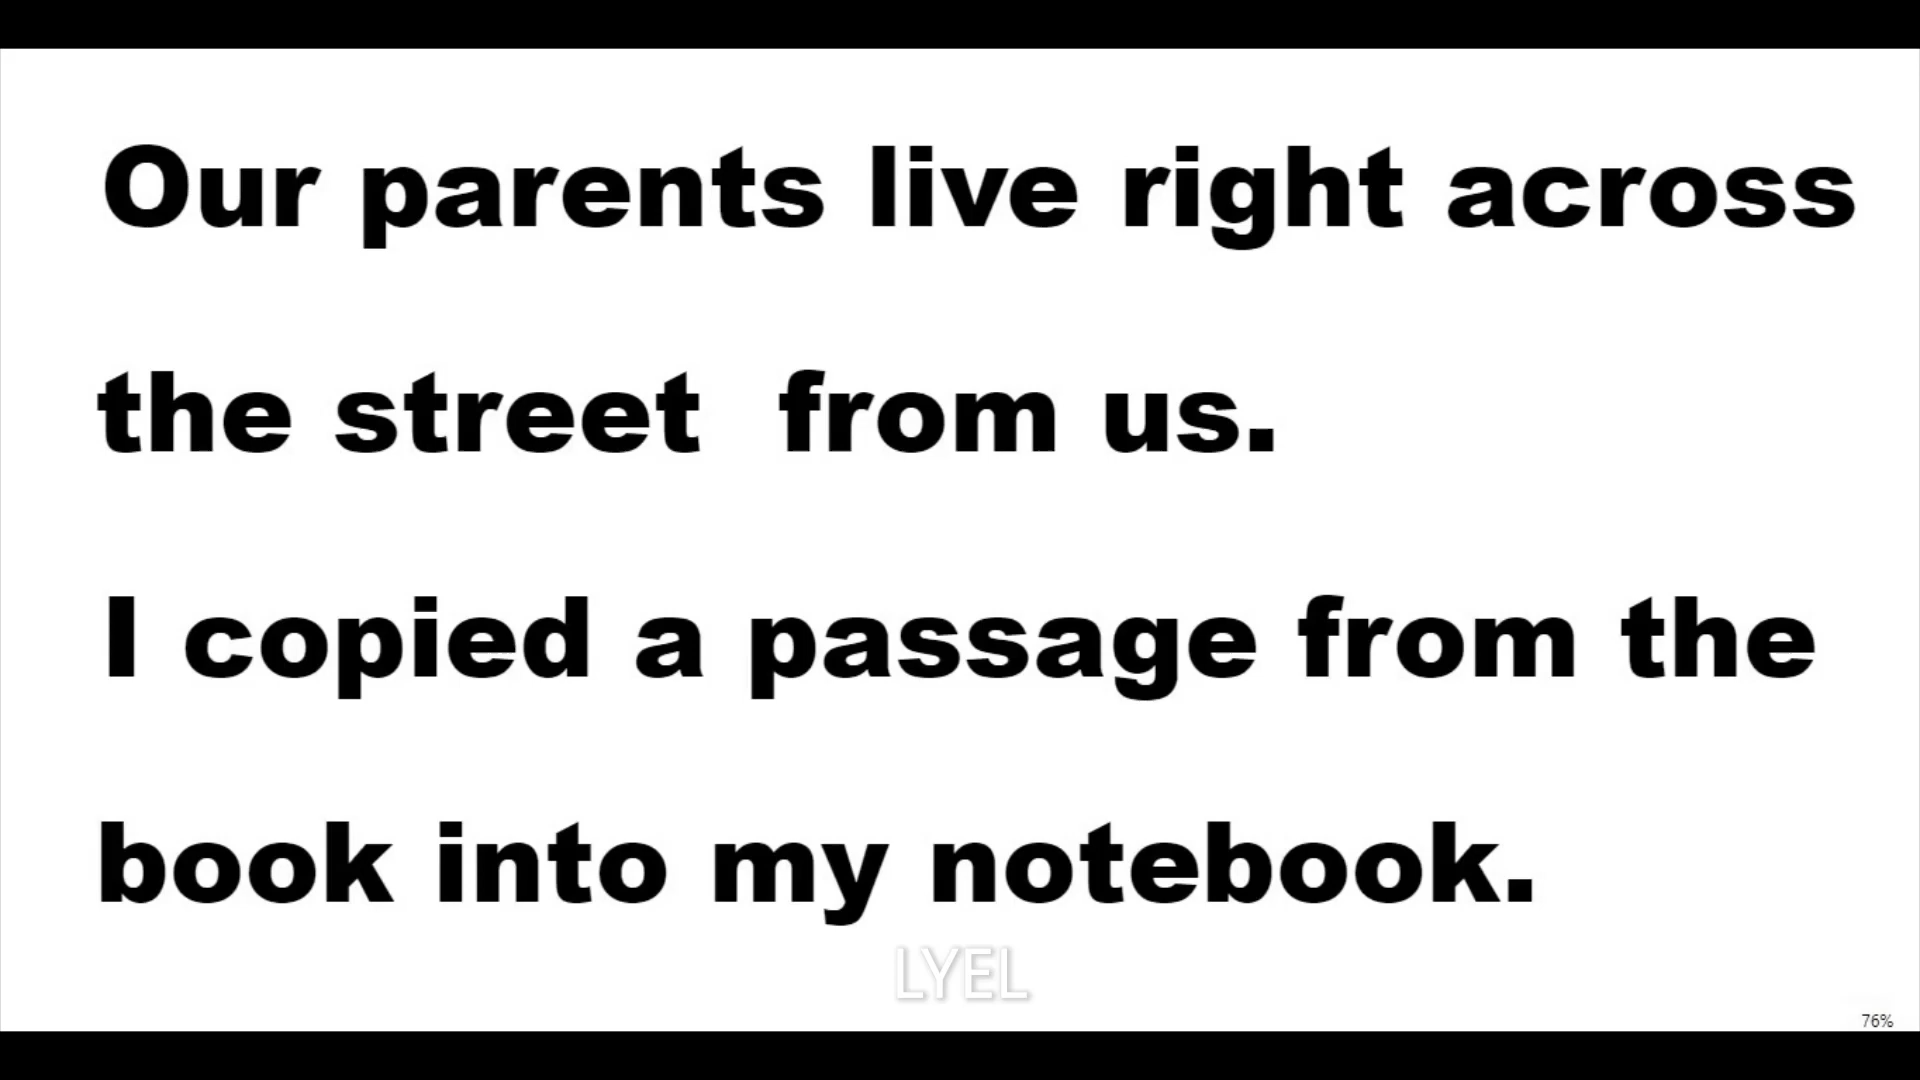 Our parents live right across
the street  from us.
I copied a passage from the
book into my notebook.
LYEL
76%